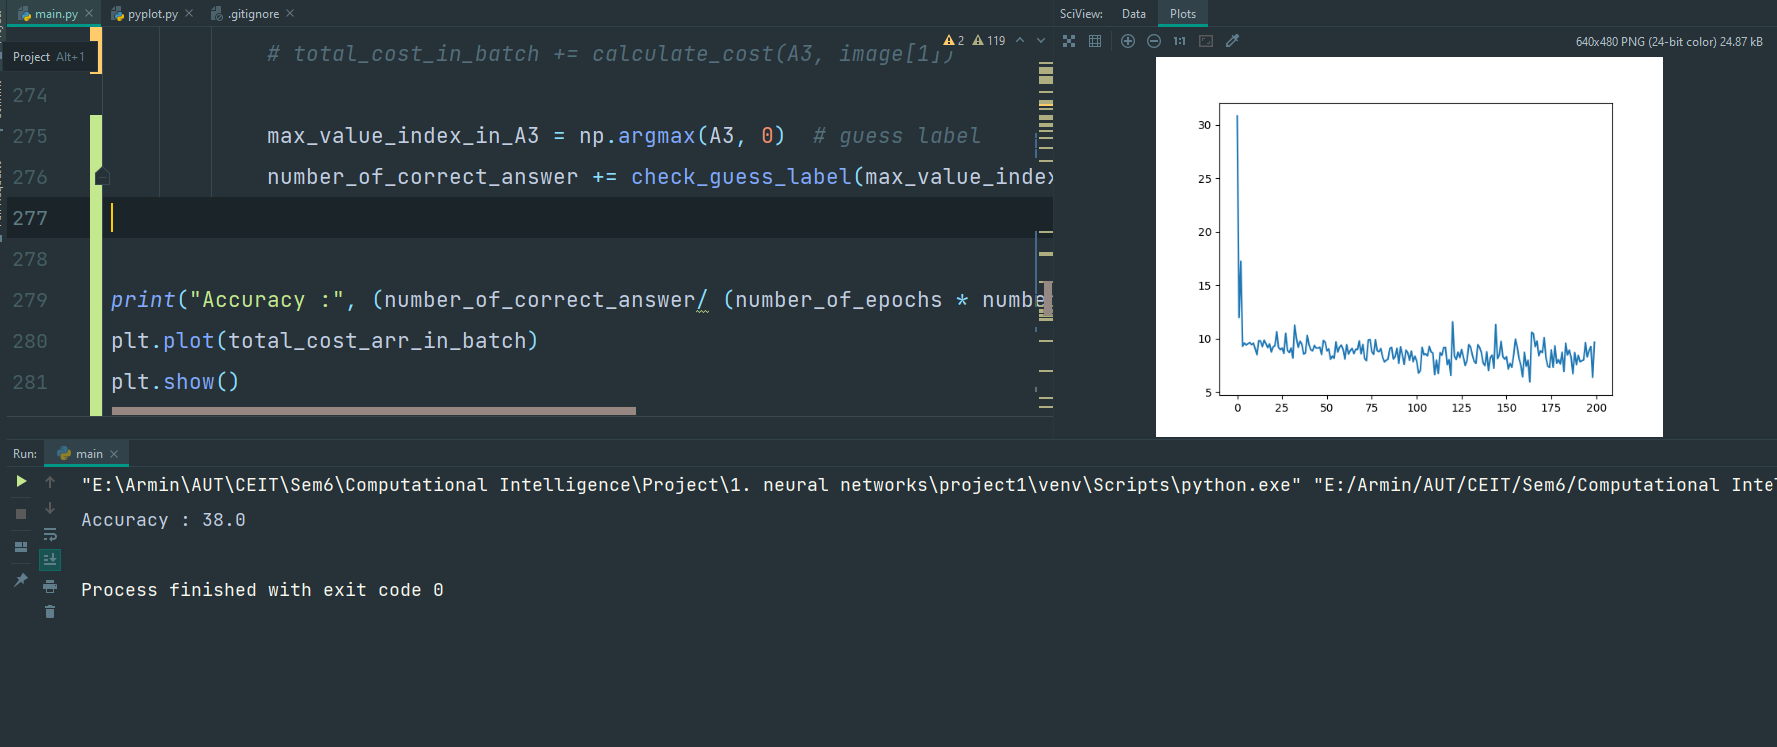 main.py
pyplot.py
.gitignore
SciView:
Data
Plots
Project Alt+1
# total_cost_in_batch += calculate_cost(A3, image[1])
2
119
1:1
640x480 PNG (24-bit color) 24.87 kB
274
275 max_value_index_in_A3 = np.argmax(A3, 0)  # guess label
276 number_of_correct_answer += check_guess_label(max_value_index
277
278
279 print("Accuracy :", (number_of_correct_answer/ (number_of_epochs * numbe
280 plt.plot(total_cost_arr_in_batch)
281 plt.show()
30
25
20
15
10
5
0 25 50 75 100 125 150 175 200
Run: main
"E:\Armin\AUT\CEIT\Sem6\Computational Intelligence\Project\1. neural networks\project1\venv\Scripts\python.exe" "E:/Armin/AUT/CEIT/Sem6/Computational Inte
Accuracy : 38.0
Process finished with exit code 0